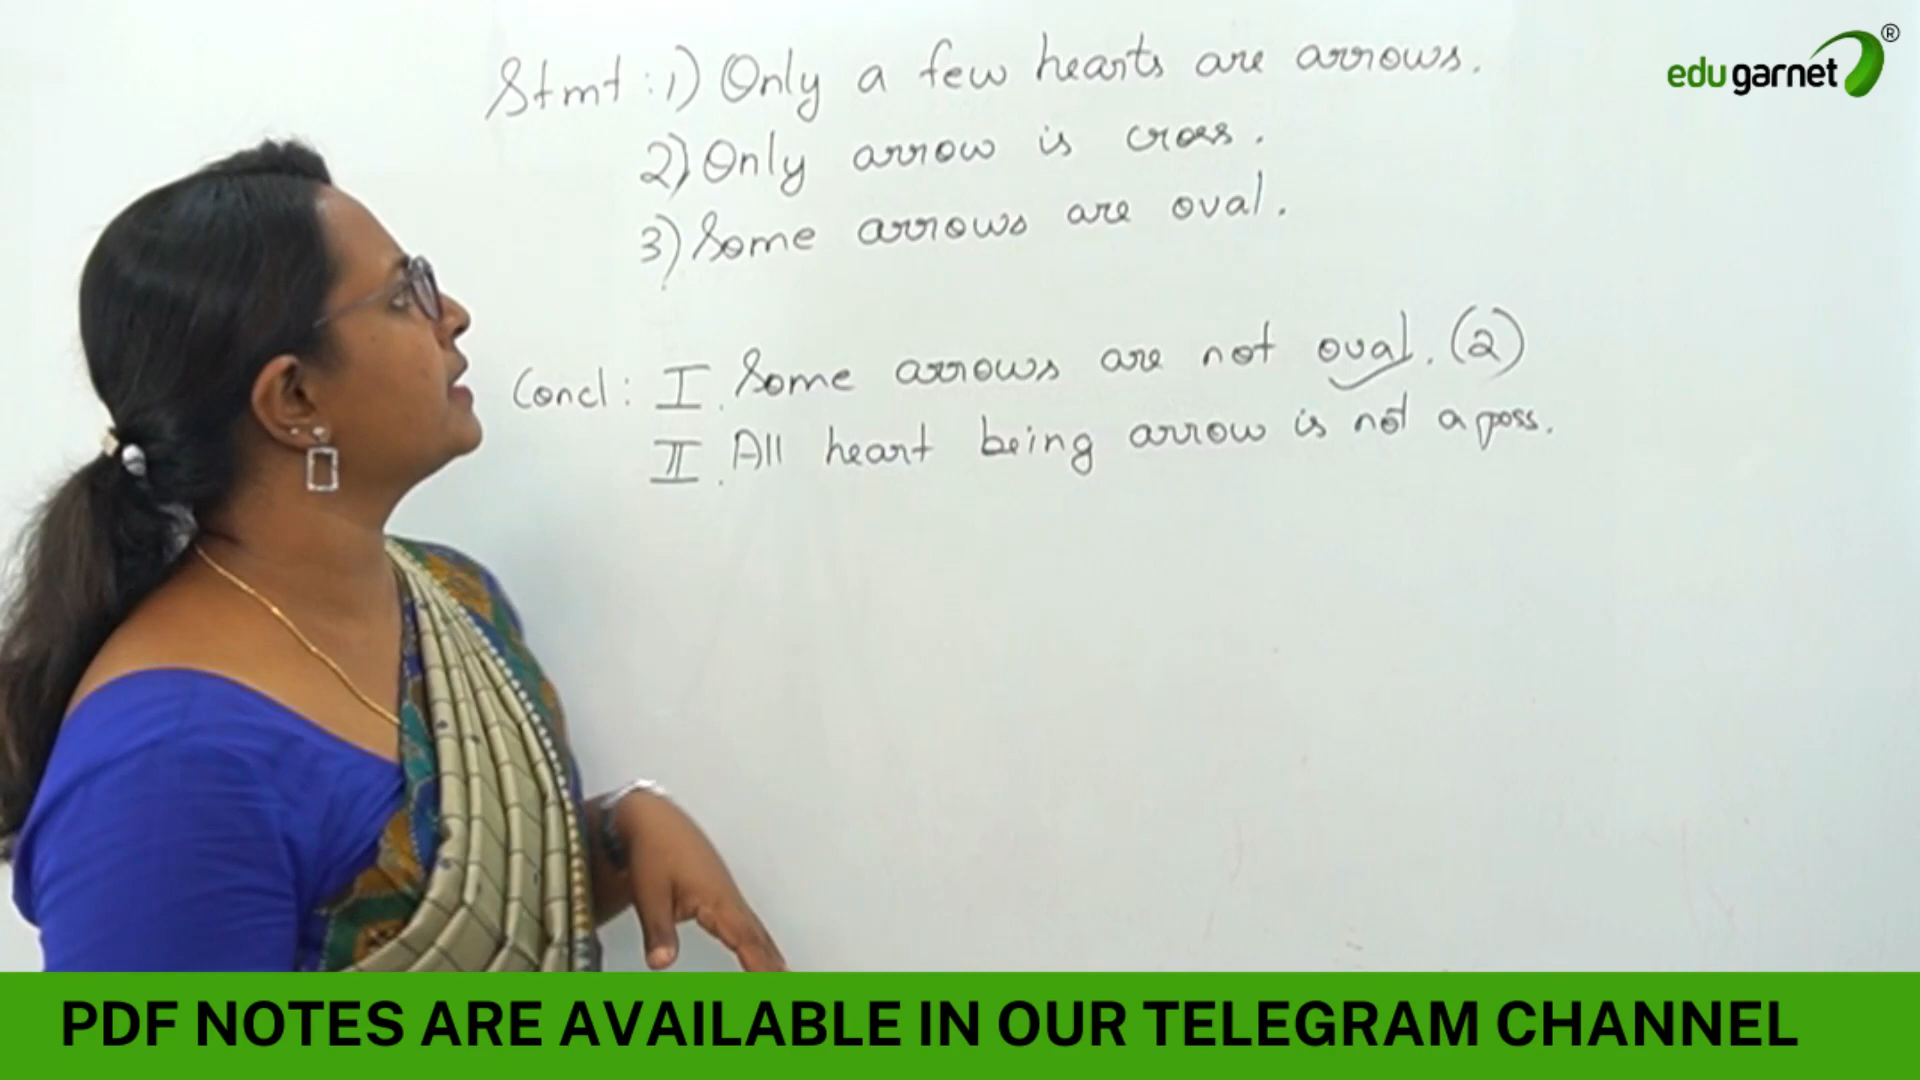 Stmt: 1) Only a few hearts are arrows.
2) Only arrow is cross.
3) Some arrows are oval.
Concl: I. Some arrows are not oval. (2)
II. All heart being arrow is not a poss.
edugarnet ®
PDF NOTES ARE AVAILABLE IN OUR TELEGRAM CHANNEL